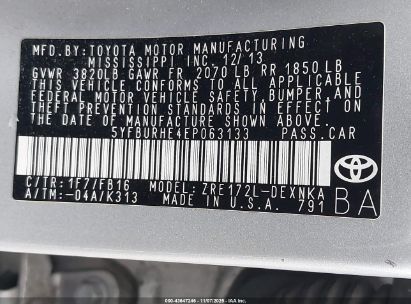 MFD.BY: TOYOTA MOTOR MANUFACTURING
MISSISSIPPI INC. 12/13
GVWR 3820LB GAWR FR 2070LB RR 1850LB
THIS VEHICLE CONFORMS TO ALL APPLICABLE
FEDERAL MOTOR VEHICLE SAFETY, BUMPER, AND
THEFT PREVENTION STANDARDS IN EFFECT ON
THE DATE OF MANUFACTURE SHOWN ABOVE.
5YFBURHE4EP063133 PASS.CAR
C/TR: 1F7/FB16 MODEL: ZRE172L-DEXNKA
A/TM: -04A/K313 MADE IN U.S.A. 791
TOYOTA
BA